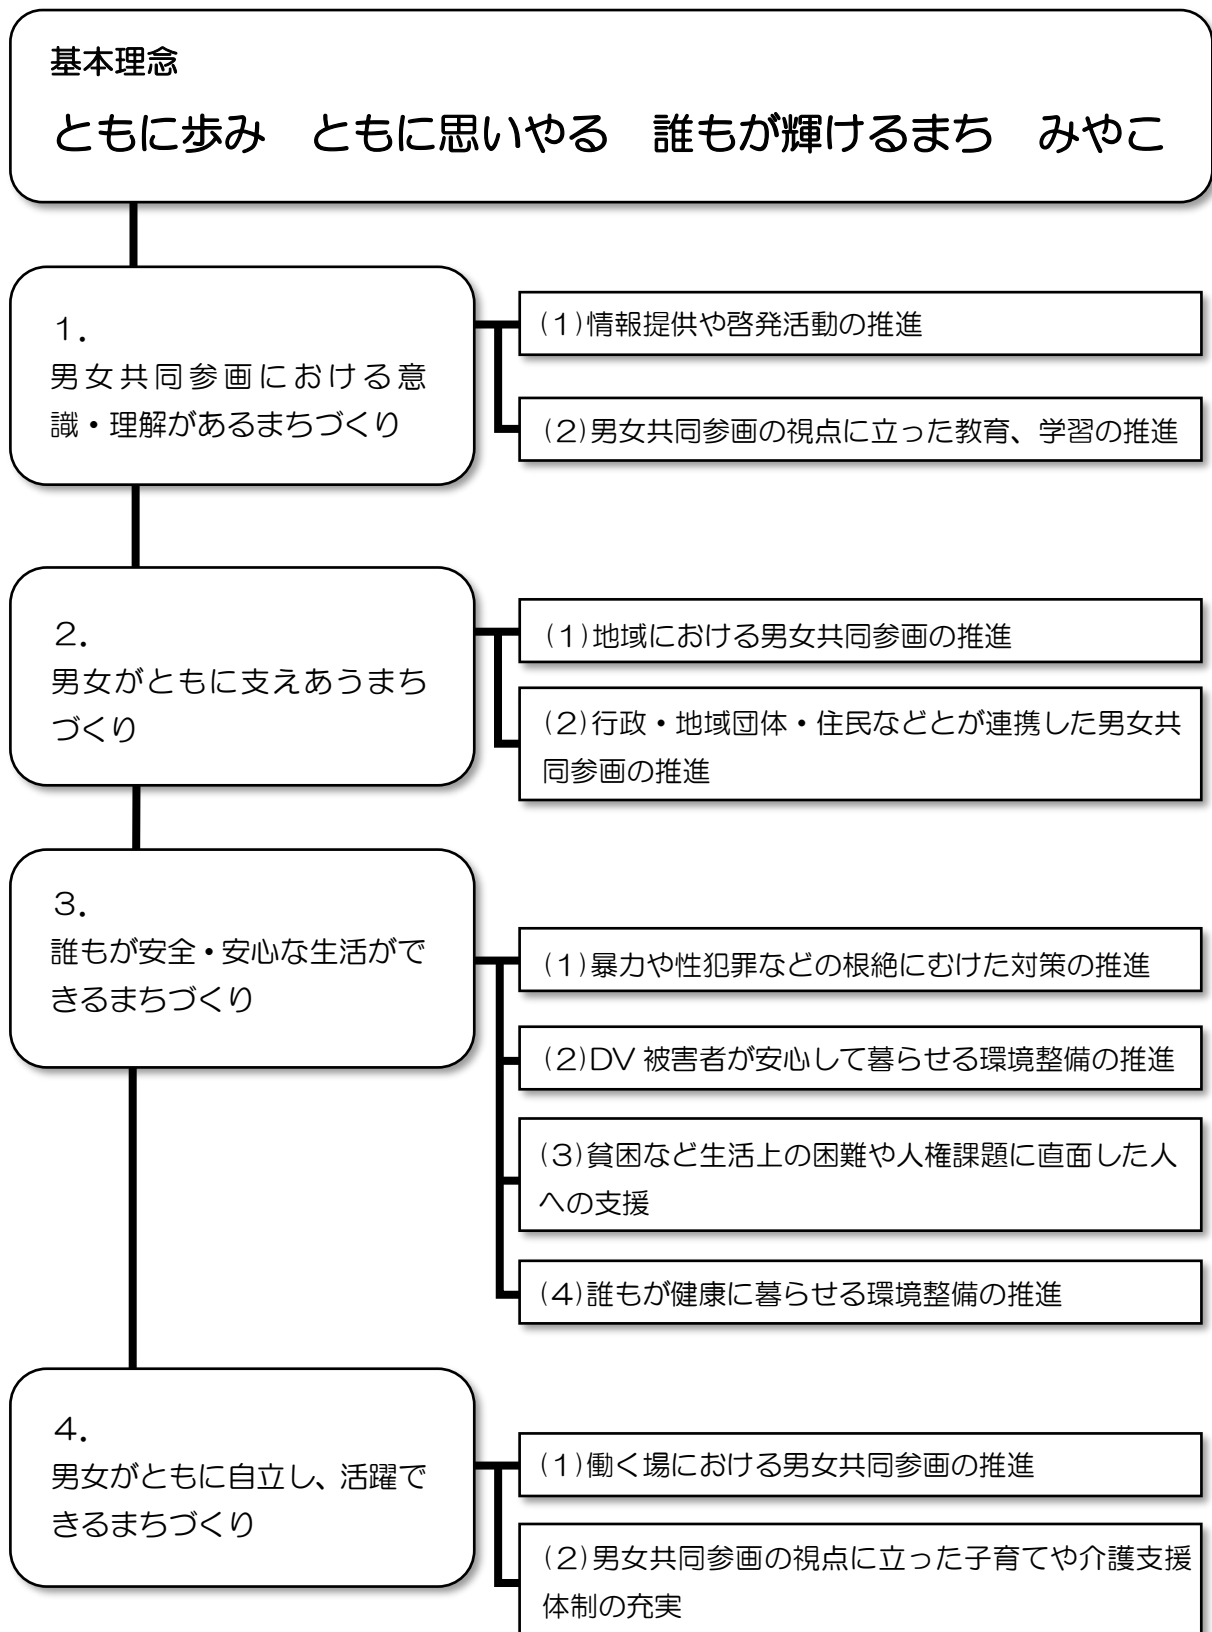 基本理念
ともに歩み　ともに思いやる　誰もが輝けるまち　みやこ
１．
男女共同参画における意
識・理解があるまちづくり
(１)情報提供や啓発活動の推進
(２)男女共同参画の視点に立った教育、学習の推進
２．
男女がともに支えあうまち
づくり
(１)地域における男女共同参画の推進
(２)行政・地域団体・住民などとが連携した男女共
同参画の推進
３．
誰もが安全・安心な生活がで
きるまちづくり
(１)暴力や性犯罪などの根絶にむけた対策の推進
(２)DV 被害者が安心して暮らせる環境整備の推進
(３)貧困など生活上の困難や人権課題に直面した人
への支援
(４)誰もが健康に暮らせる環境整備の推進
４．
男女がともに自立し、活躍で
きるまちづくり
(１)働く場における男女共同参画の推進
(２)男女共同参画の視点に立った子育てや介護支援
体制の充実